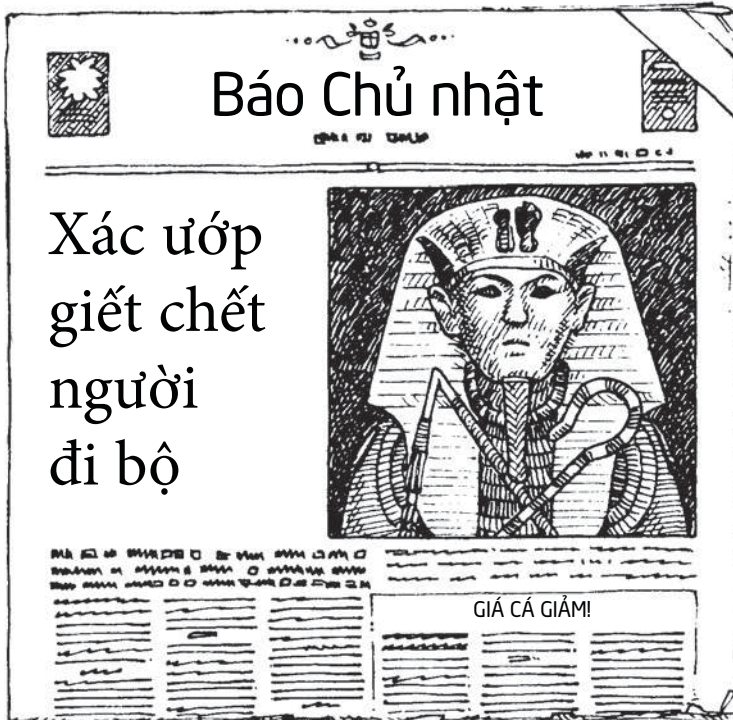 Báo Chủ nhật
Xác ướp
giết chết
người
đi bộ
GIÁ CÁ GIẢM!